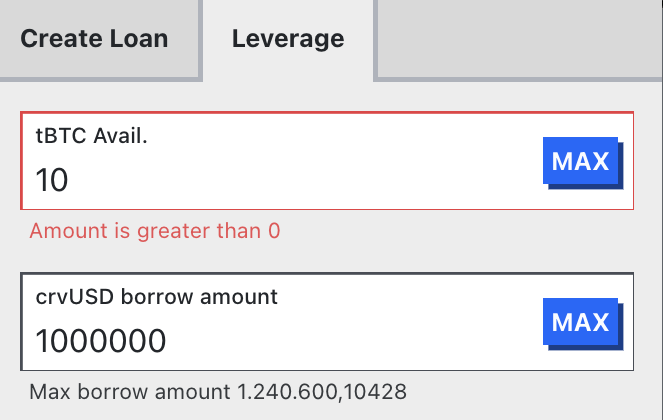 Create Loan
Leverage
tBTC Avail.
10
MAX
Amount is greater than 0
crvUSD borrow amount
1000000
MAX
Max borrow amount 1.240.600,10428